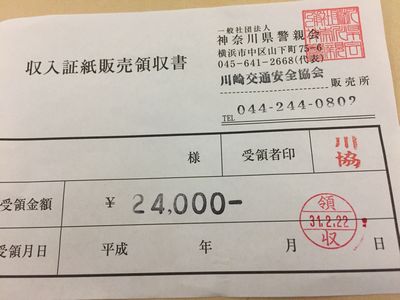 収入証紙販売領収書
一般社団法人
神奈川県警親会
横浜市中区山下町75-6
045-641-2668(代表)
川崎交通安全協会
販売所
TEL 044-244-0802
様 受領者印 川協
受領金額 ¥ 24,000-
領
31.2.22
収
受領月日 平成 年 月 日